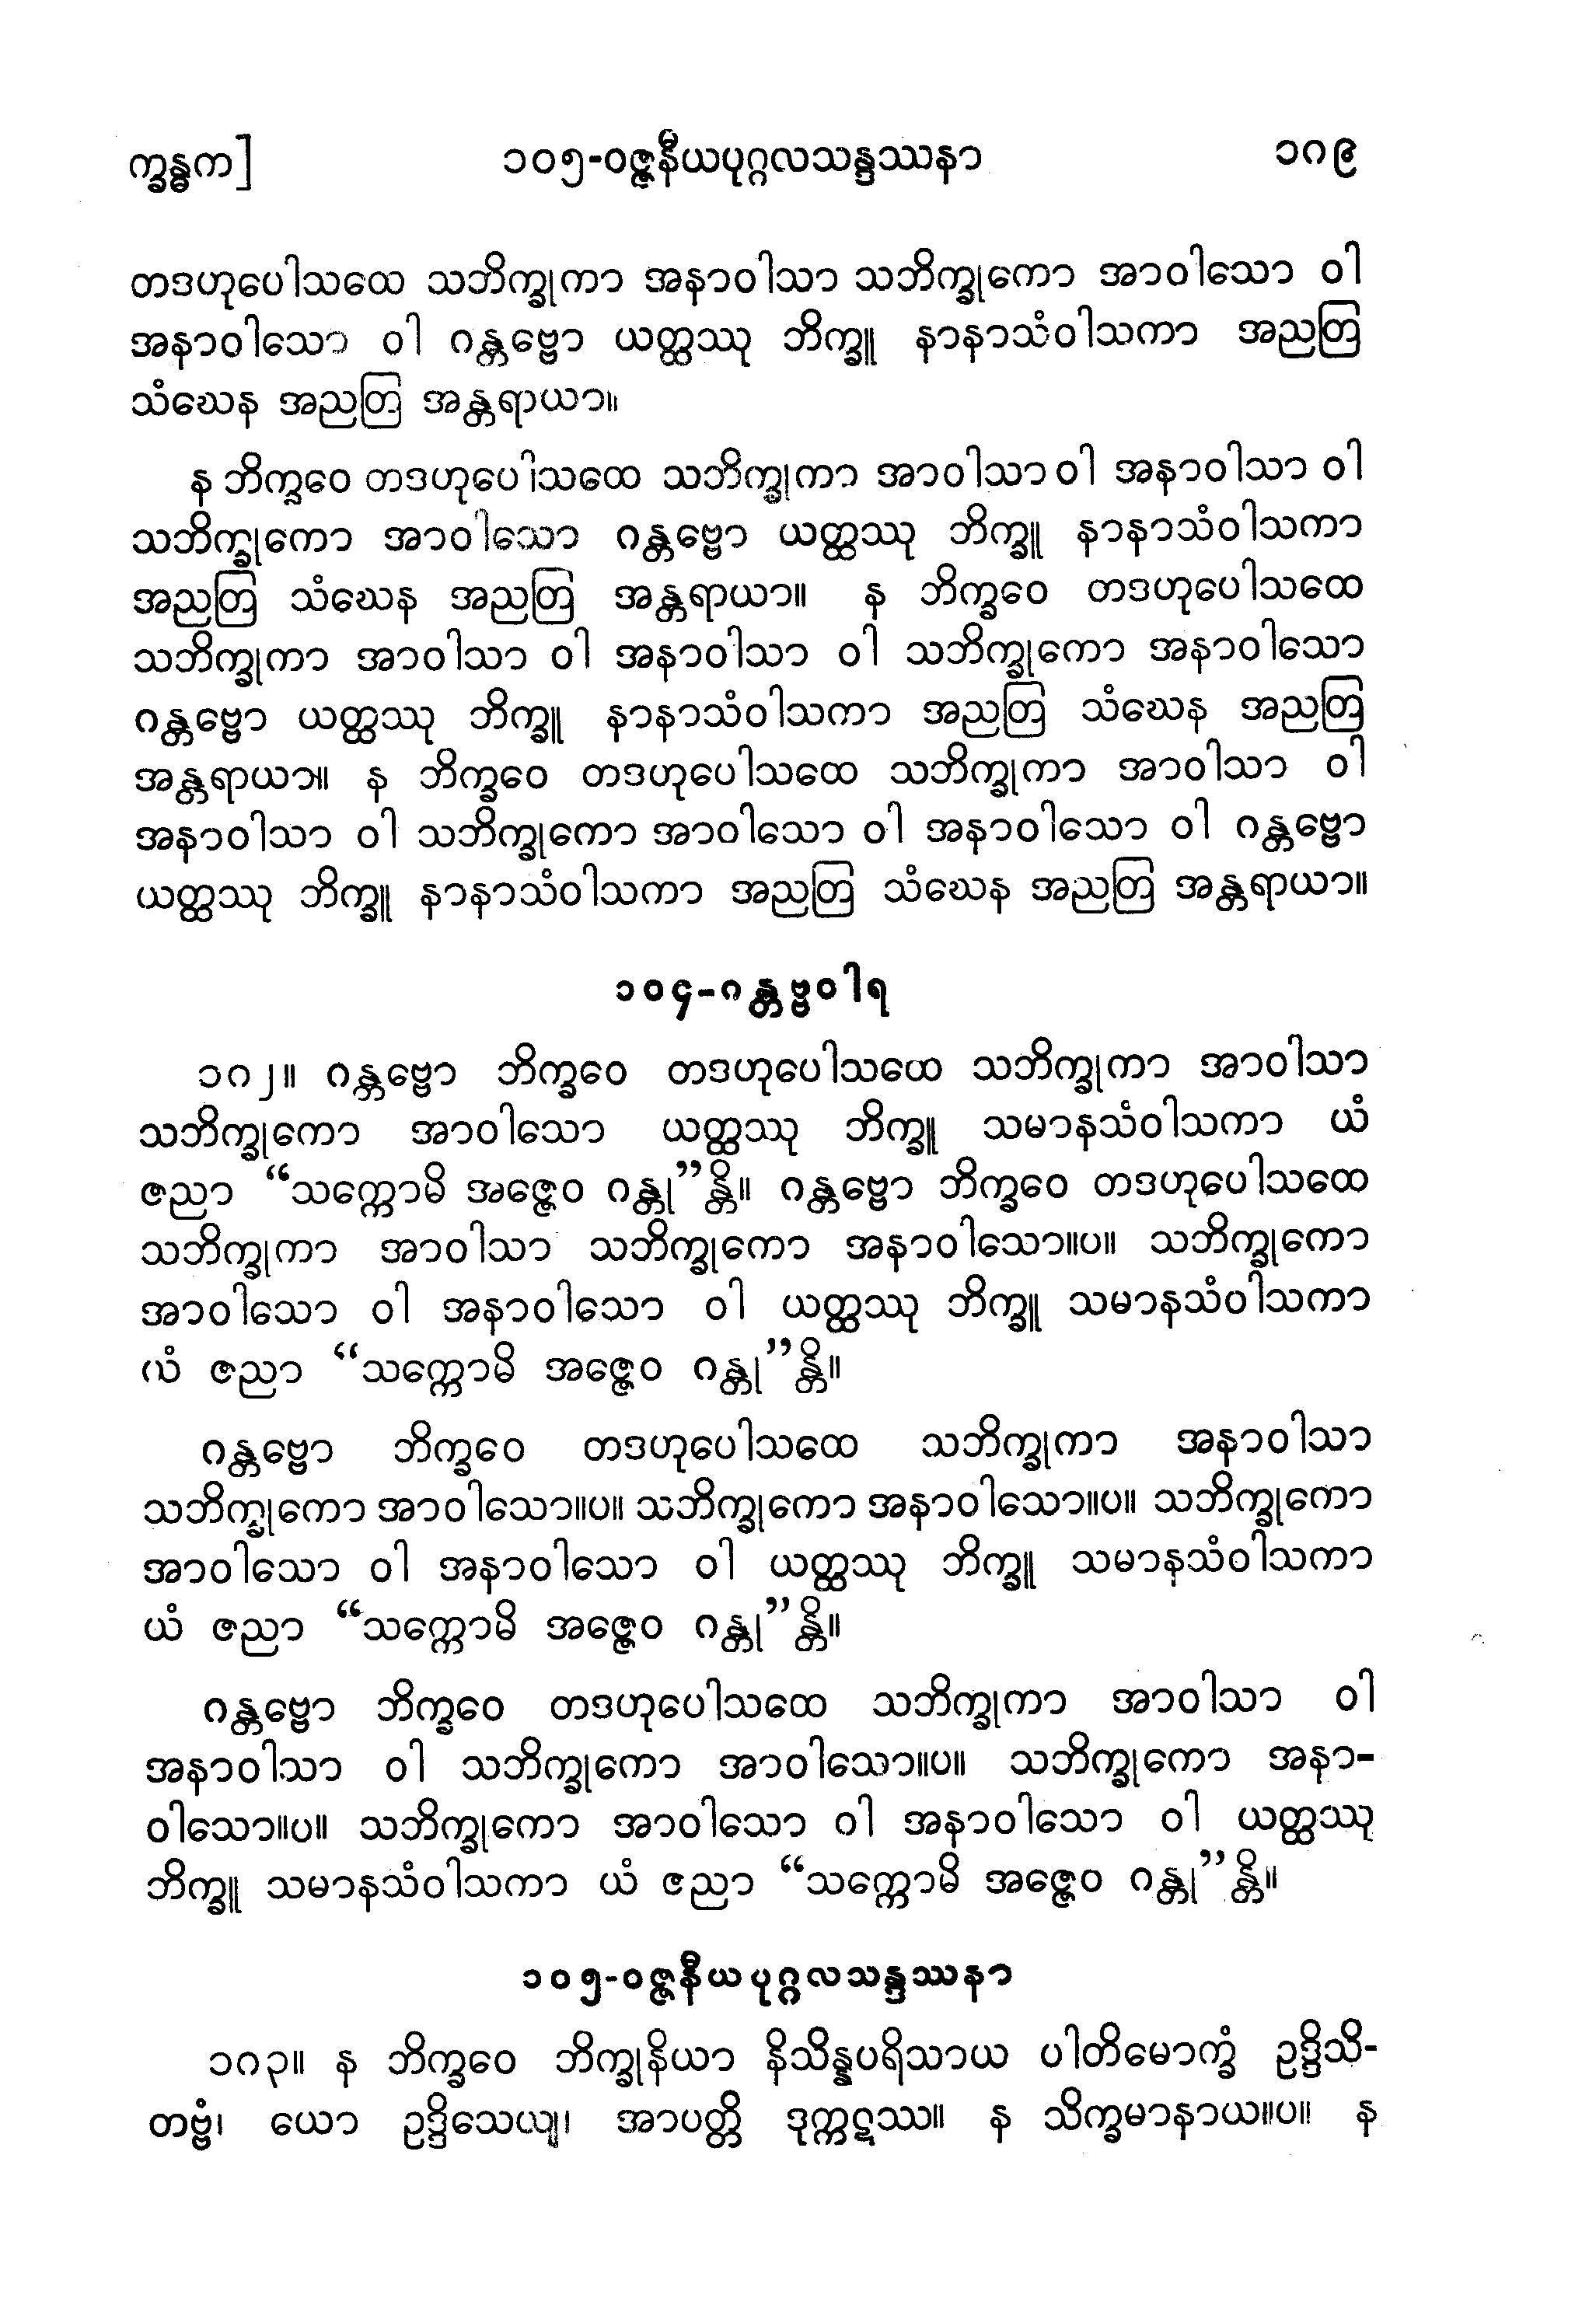 က္ခန္ဓက]
၁၀၅-ဝဇ္ဇနီယပုဂ္ဂလသန္ဒဿနာ
၁၈၉
တဒဟုပေါသထေ သဘိက္ခုကာ အနာဝါသာ သဘိက္ခုကော အာဝါသော ဝါ
အနာဝါသော ဝါ ဂန္တဗ္ဗော ယတ္ထဿု ဘိက္ခူ နာနာသံဝါသကာ အညတြ
သံဃေန အညတြ အန္တရာယာ။
န ဘိက္ခဝေ တဒဟုပေါသထေ သဘိက္ခုကာ အာဝါသာ ဝါ အနာဝါသာ ဝါ
သဘိက္ခုကော အာဝါသော ဂန္တဗ္ဗော ယတ္ထဿု ဘိက္ခူ နာနာသံဝါသကာ
အညတြ သံဃေန အညတြ အန္တရာယာ။ န ဘိက္ခဝေ တဒဟုပေါသထေ
သဘိက္ခုကာ အာဝါသာ ဝါ အနာဝါသာ ဝါ သဘိက္ခုကော အနာဝါသော
ဂန္တဗ္ဗော ယတ္ထဿု ဘိက္ခူ နာနာသံဝါသကာ အညတြ သံဃေန အညတြ
အန္တရာယာ။ န ဘိက္ခဝေ တဒဟုပေါသထေ သဘိက္ခုကာ အာဝါသာ ဝါ
အနာဝါသာ ဝါ သဘိက္ခုကော အာဝါသော ဝါ အနာဝါသော ဝါ ဂန္တဗ္ဗော
ယတ္ထဿု ဘိက္ခူ နာနာသံဝါသကာ အညတြ သံဃေန အညတြ အန္တရာယာ။
၁၀၄-ဂန္တဗ္ဗဝါရ
၁၈၂။ ဂန္တဗ္ဗော ဘိက္ခဝေ တဒဟုပေါသထေ သဘိက္ခုကာ အာဝါသာ
သဘိက္ခုကော အာဝါသော ယတ္ထဿု ဘိက္ခူ သမာနသံဝါသကာ ယံ
ဇညာ “သက္ကောမိ အဇ္ဇေဝ ဂန္တု”န္တိ။ ဂန္တဗ္ဗော ဘိက္ခဝေ တဒဟုပေါသထေ
သဘိက္ခုကာ အာဝါသာ သဘိက္ခုကော အနာဝါသော။ပ။ သဘိက္ခုကော
အာဝါသော ဝါ အနာဝါသော ဝါ ယတ္ထဿု ဘိက္ခူ သမာနသံဝါသကာ
ယံ ဇညာ “သက္ကောမိ အဇ္ဇေဝ ဂန္တု”န္တိ။
ဂန္တဗ္ဗော ဘိက္ခဝေ တဒဟုပေါသထေ သဘိက္ခုကာ အနာဝါသာ
သဘိက္ခုကော အာဝါသော။ပ။ သဘိက္ခုကော အနာဝါသော။ပ။ သဘိက္ခုကော
အာဝါသော ဝါ အနာဝါသော ဝါ ယတ္ထဿု ဘိက္ခူ သမာနသံဝါသကာ
ယံ ဇညာ “သက္ကောမိ အဇ္ဇေဝ ဂန္တု”န္တိ။
ဂန္တဗ္ဗော ဘိက္ခဝေ တဒဟုပေါသထေ သဘိက္ခုကာ အာဝါသာ ဝါ
အနာဝါသာ ဝါ သဘိက္ခုကော အာဝါသော။ပ။ သဘိက္ခုကော အနာ-
ဝါသော။ပ။ သဘိက္ခုကော အာဝါသော ဝါ အနာဝါသော ဝါ ယတ္ထဿု
ဘိက္ခူ သမာနသံဝါသကာ ယံ ဇညာ “သက္ကောမိ အဇ္ဇေဝ ဂန္တု”န္တိ။
၁၀၅-ဝဇ္ဇနီယပုဂ္ဂလသန္ဒဿနာ
၁၈၃။ န ဘိက္ခဝေ ဘိက္ခုနိယာ နိသိန္နပရိသာယ ပါတိမောက္ခံ ဥဒ္ဒိသိ-
တဗ္ဗံ၊ ယော ဥဒ္ဒိသေယျ၊ အာပတ္တိ ဒုက္ကဋဿ။ န သိက္ခမာနာယ။ပ။ န